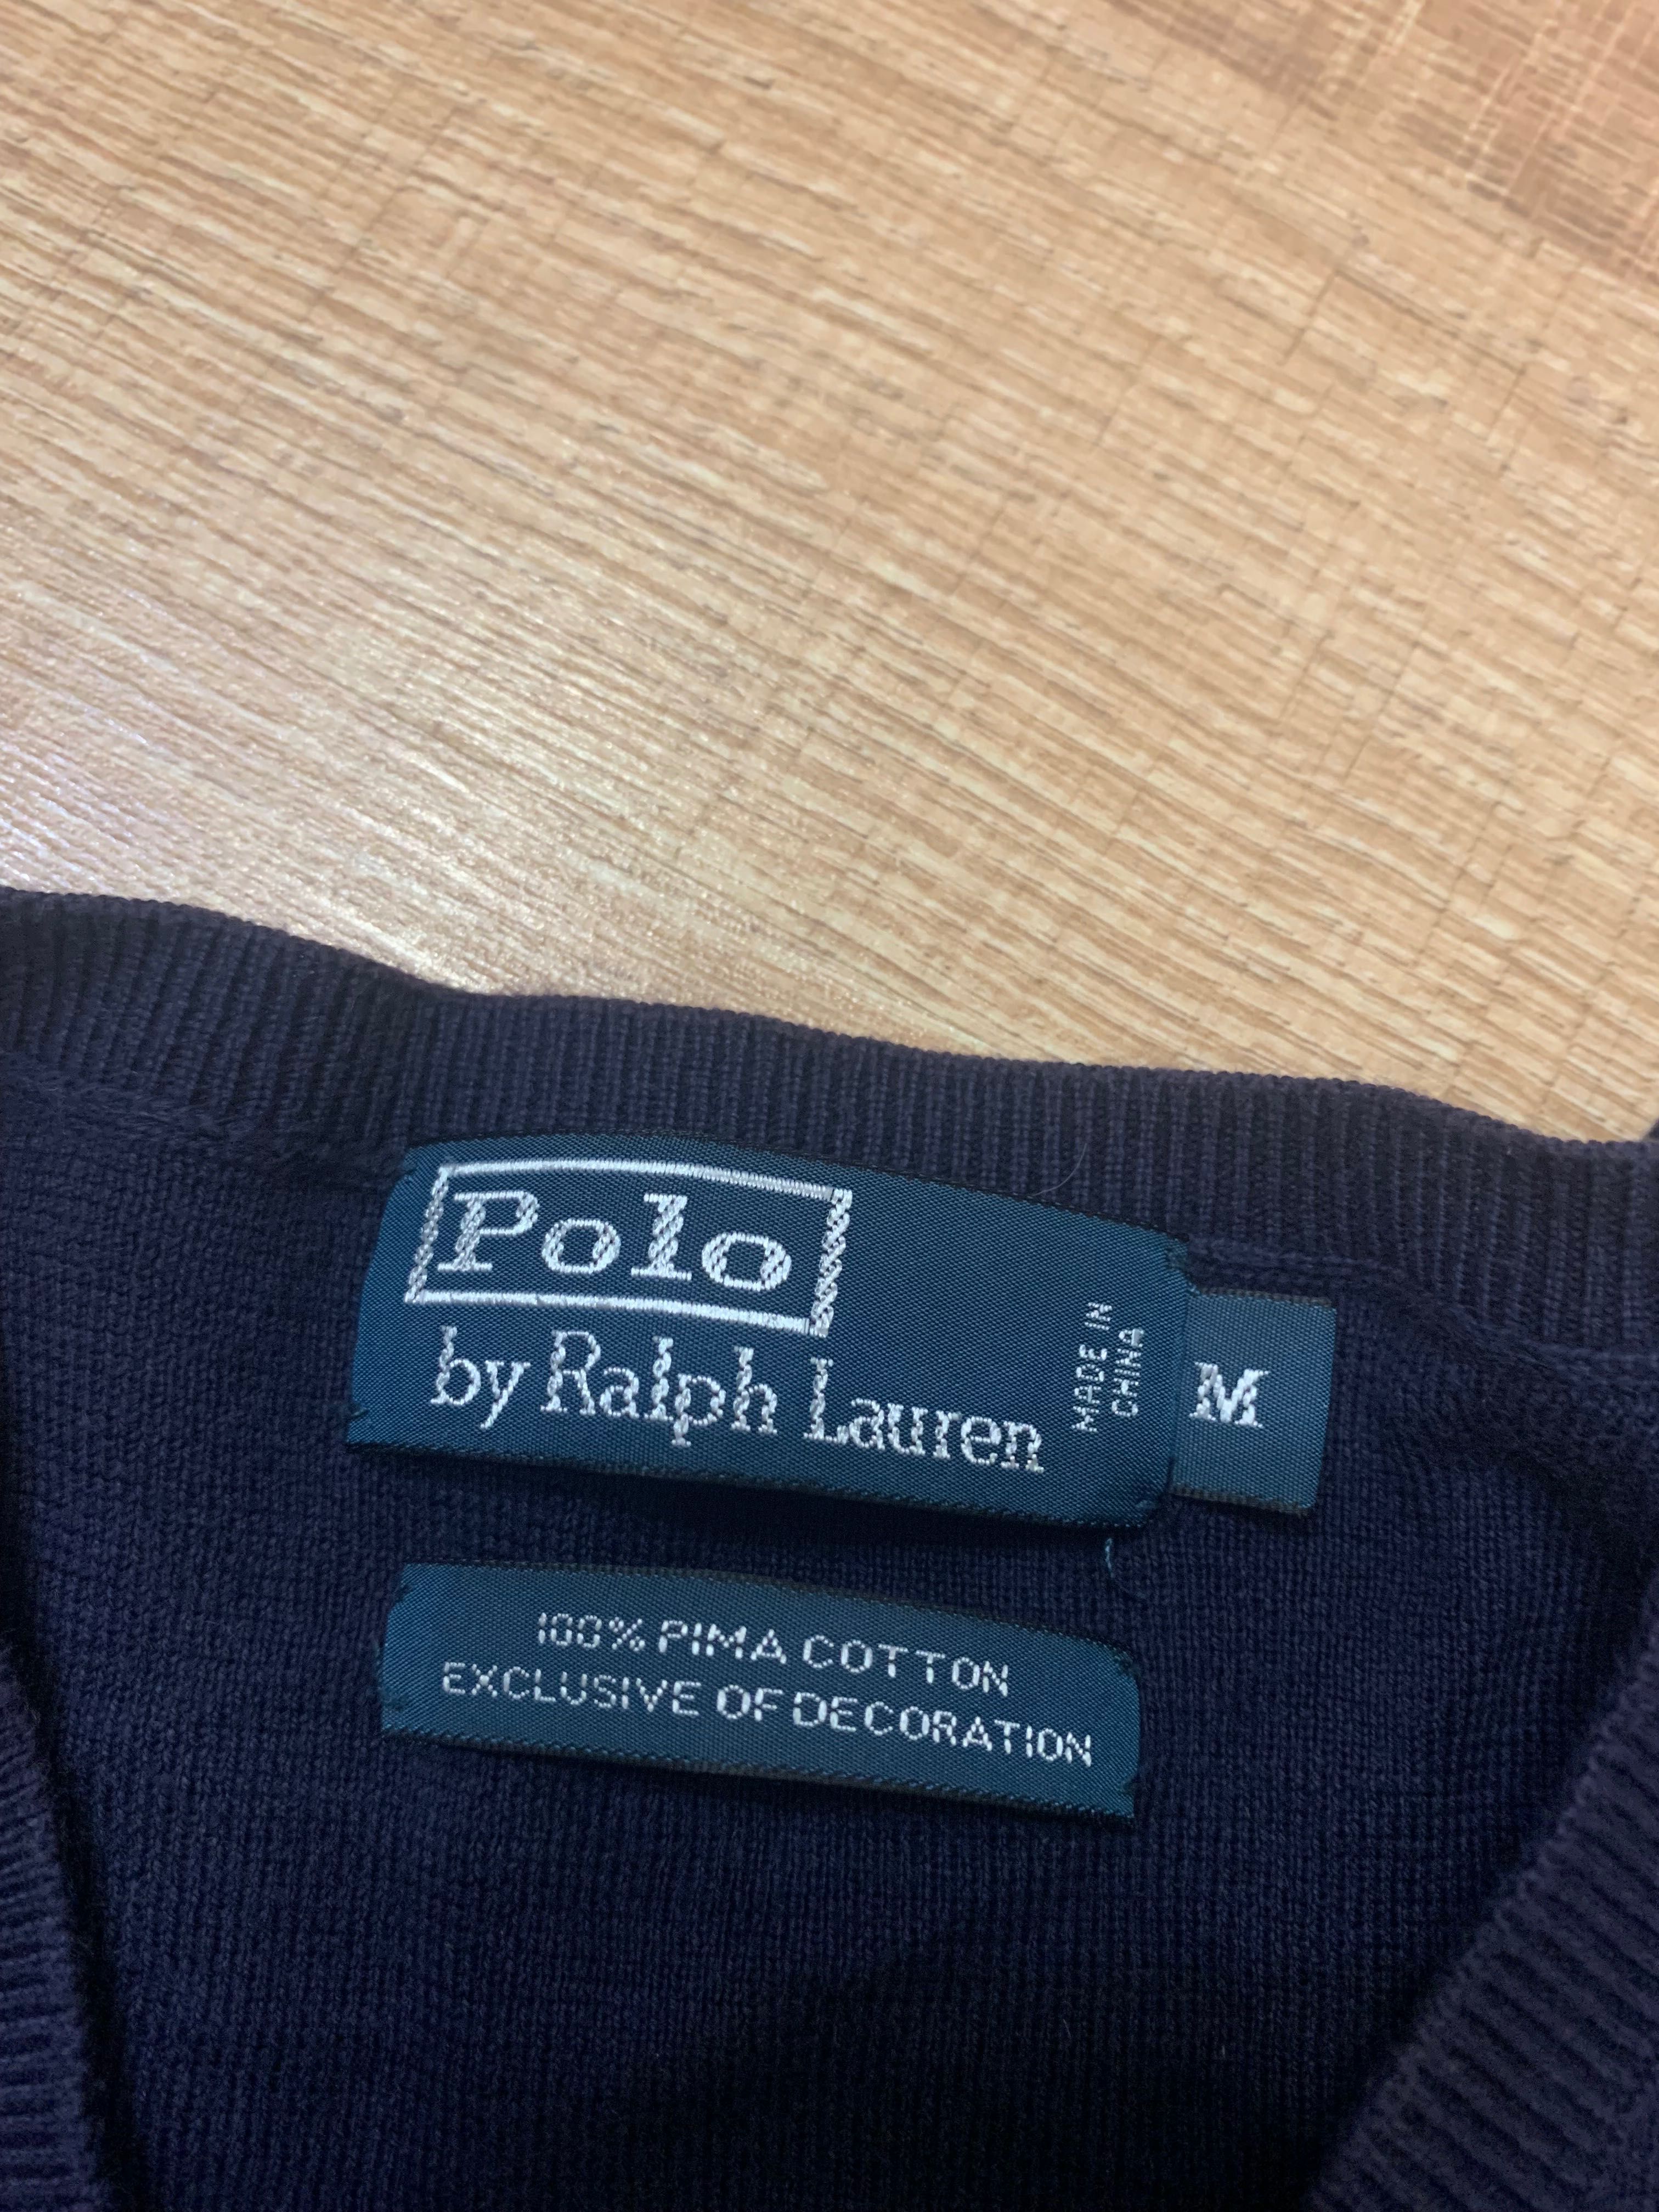 Polo
by Ralph Lauren
MADE IN
CHINA
M
100% PIMA COTTON
EXCLUSIVE OF DECORATION